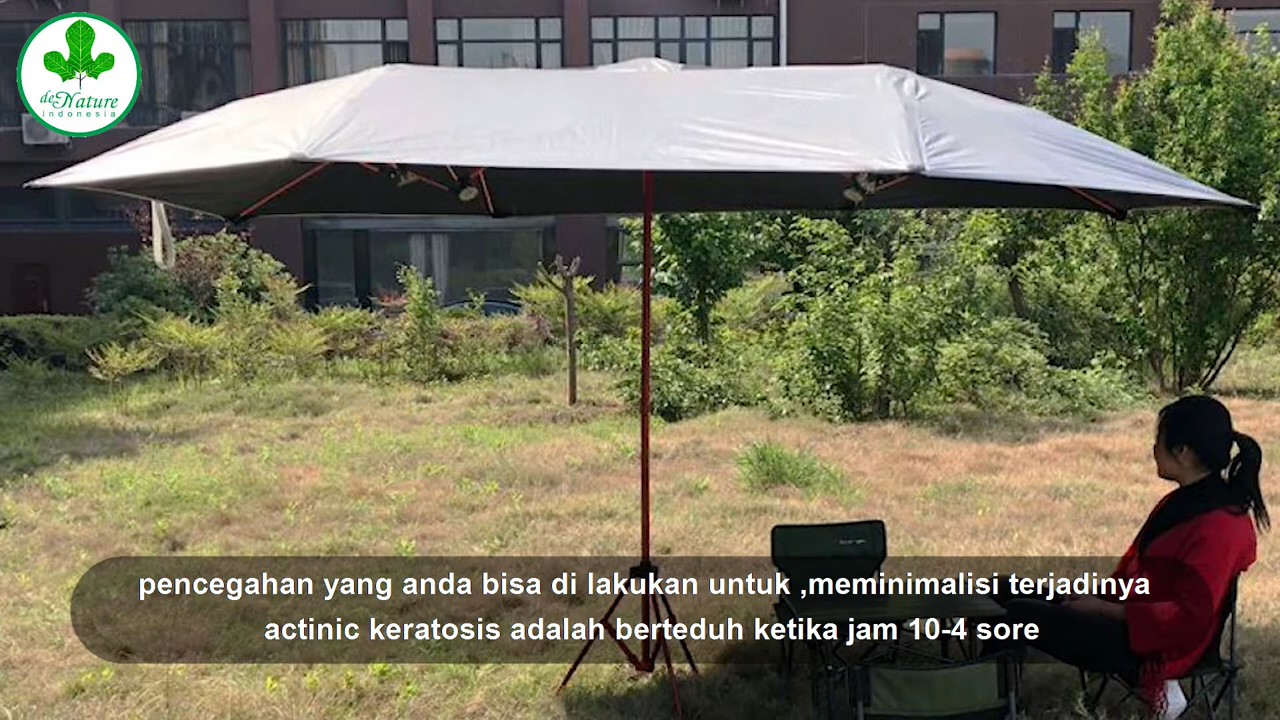 deNature
indonesia
pencegahan yang anda bisa di lakukan untuk ,meminimalisi terjadinya
actinic keratosis adalah berteduh ketika jam 10-4 sore